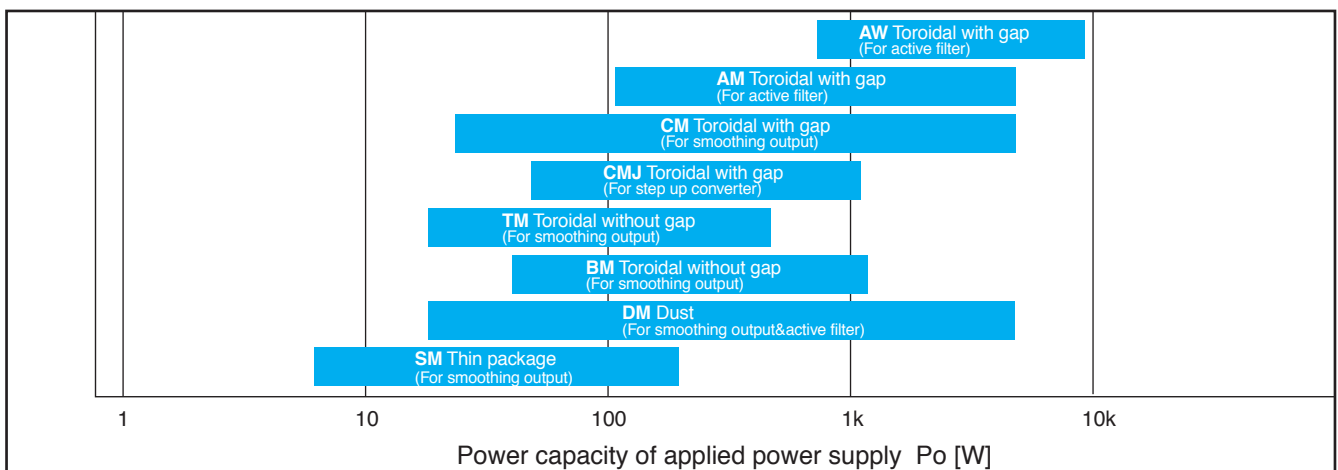 AW Toroidal with gap
(For active filter)
AM Toroidal with gap
(For active filter)
CM Toroidal with gap
(For smoothing output)
CMJ Toroidal with gap
(For step up converter)
TM Toroidal without gap
(For smoothing output)
BM Toroidal without gap
(For smoothing output)
DM Dust
(For smoothing output&active filter)
SM Thin package
(For smoothing output)
1 10 100 1k 10k
Power capacity of applied power supply Po [W]